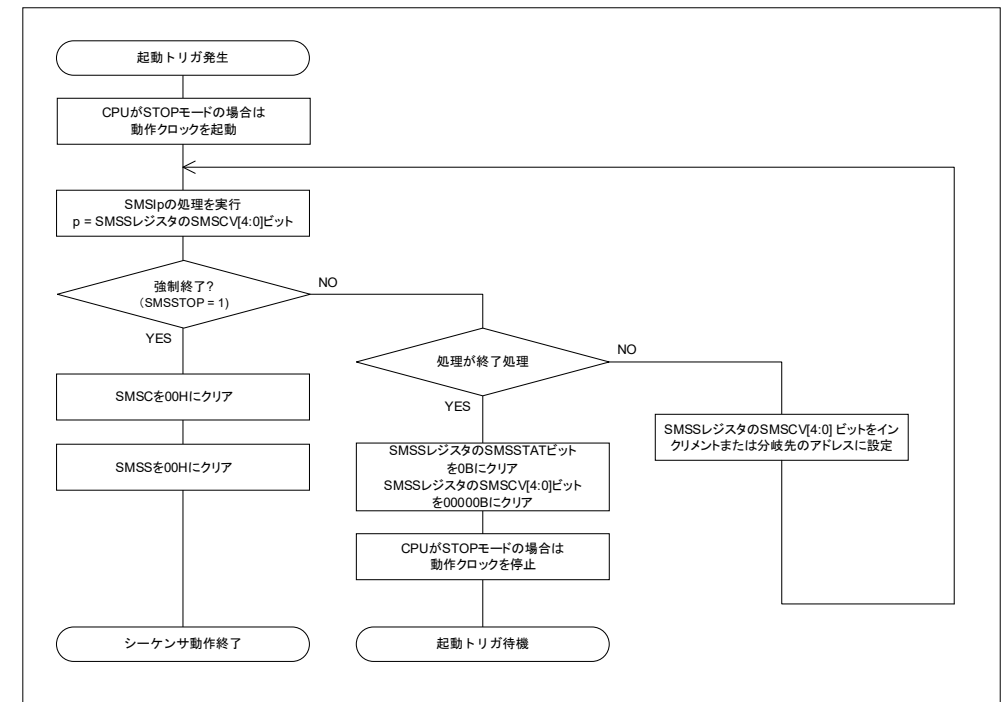 起動トリガ発生
CPUがSTOPモードの場合は
動作クロックを起動
SMSIpの処理を実行
p = SMSSレジスタのSMSCV[4:0]ビット
強制終了?
(SMSSTOP = 1)
NO
YES
処理が終了処理
NO
YES
SMSCを00Hにクリア
SMSSを00Hにクリア
SMSSレジスタのSMSSTATビット
を0Bにクリア
SMSSレジスタのSMSCV[4:0]ビット
を00000Bにクリア
SMSSレジスタのSMSCV[4:0] ビットをイン
クリメントまたは分岐先のアドレスに設定
CPUがSTOPモードの場合は
動作クロックを停止
シーケンサ動作終了
起動トリガ待機